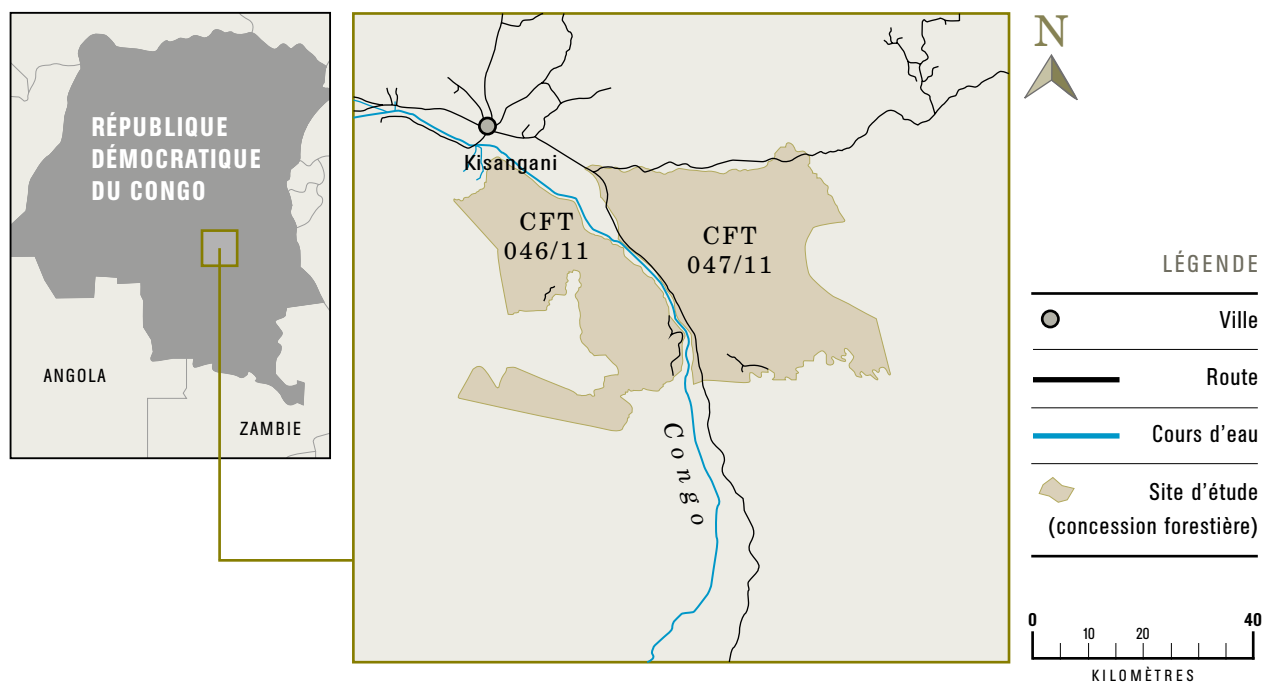 RÉPUBLIQUE
DÉMOCRATIQUE
DU CONGO
ANGOLA
ZAMBIE
Kisangani
CFT
046/11
CFT
047/11
Congo
N
LÉGENDE
Ville
Route
Cours d'eau
Site d'étude
(concession forestière)
0 10 20 40
KILOMÈTRES